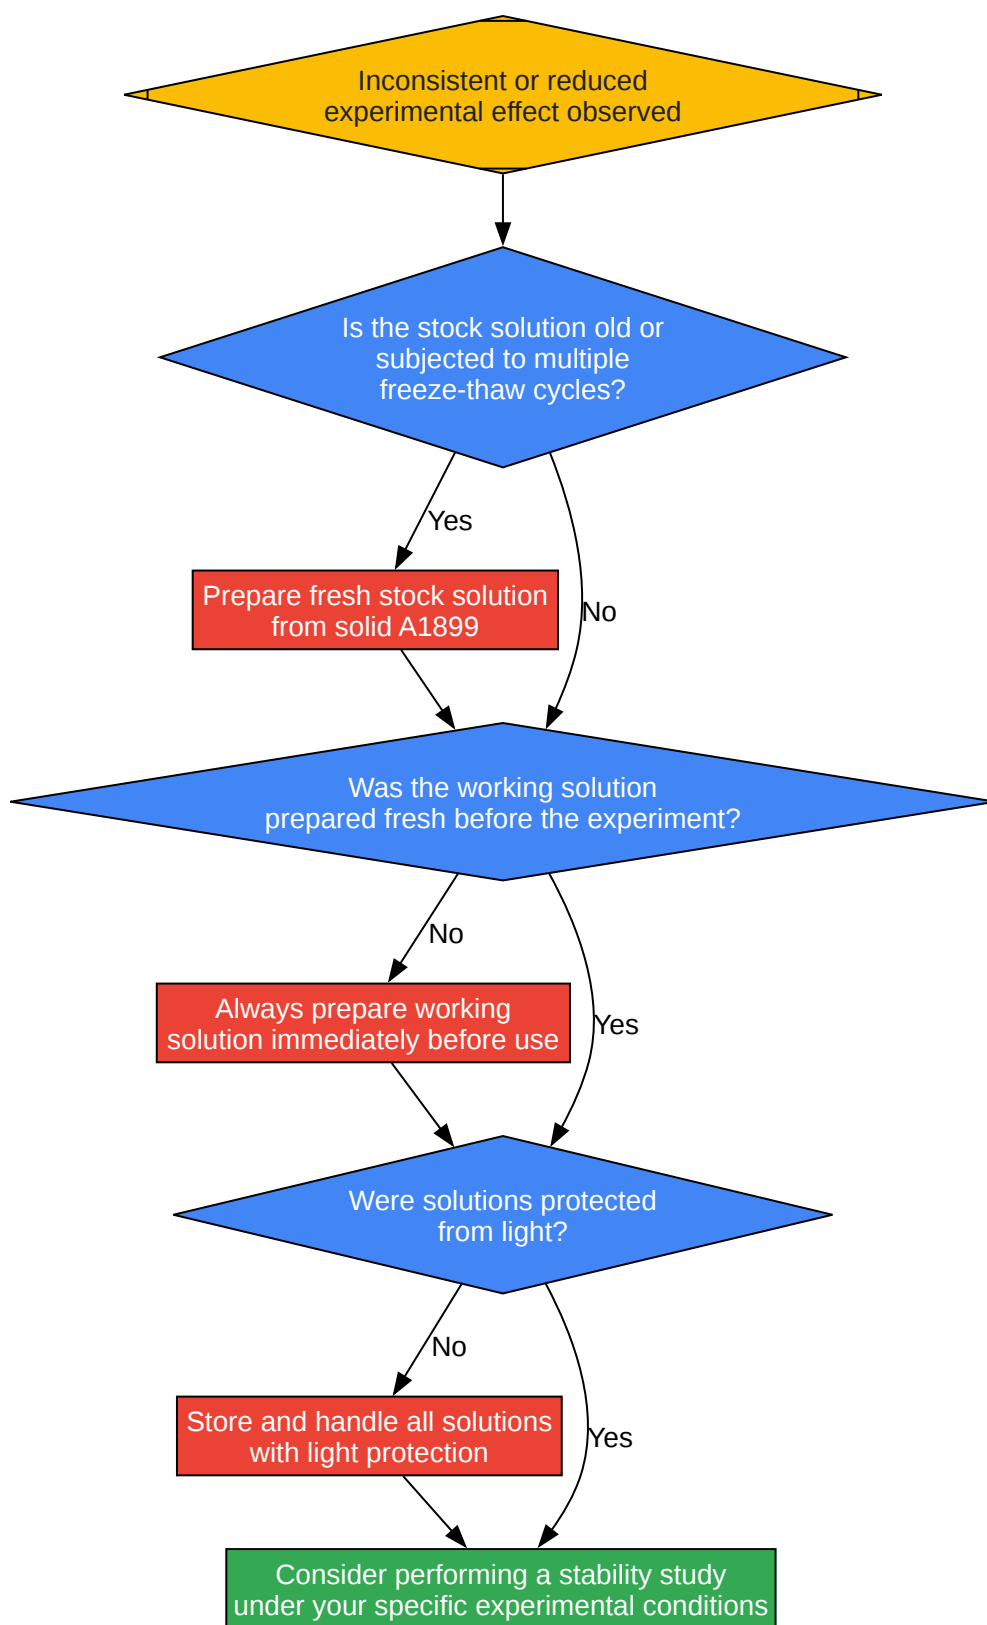 Inconsistent or reduced
experimental effect observed
Is the stock solution old or
subjected to multiple
freeze-thaw cycles?
Yes
Prepare fresh stock solution
from solid A1899
No
Was the working solution
prepared fresh before the experiment?
No
Always prepare working
solution immediately before use
Yes
Were solutions protected
from light?
No
Store and handle all solutions
with light protection
Yes
Consider performing a stability study
under your specific experimental conditions